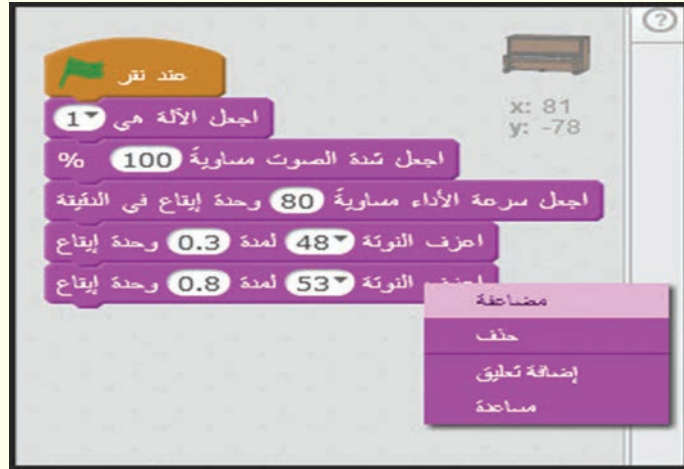 ?
عند نقر
اجعل الآلة هي 1
x: 81
y: -78
اجعل شدة الصوت مساويةً 100 %
اجعل سرعة الأداء مساويةً 80 وحدة إيقاع في الدقيقة
اعزف النوتة 48 لمدة 0.3 وحدة إيقاع
النوتة 53 لمدة 0.8 وحدة إيقاع
مضاعفة
حذف
إضافة تعليق
مساعدة